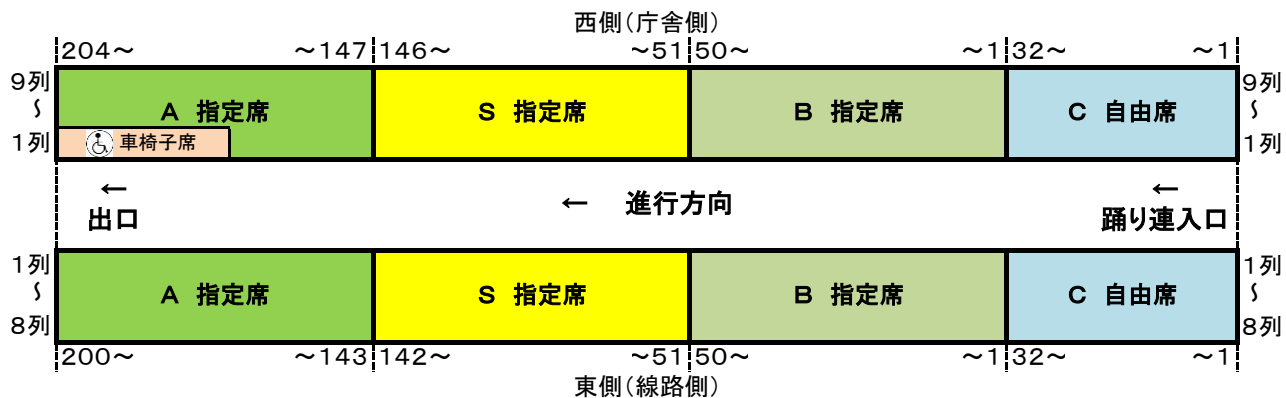 西側(庁舎側)
204～ ～147 146～ ～51 50～ ～1 32～ ～1
9列 9列
～ A 指定席 S 指定席 B 指定席 C 自由席 ～
1列 車椅子席 1列
← ← 進行方向 ←
出口 踊り連入口
1列 1列
～ A 指定席 S 指定席 B 指定席 C 自由席 ～
8列 8列
200～ ～143 142～ ～51 50～ ～1 32～ ～1
東側(線路側)